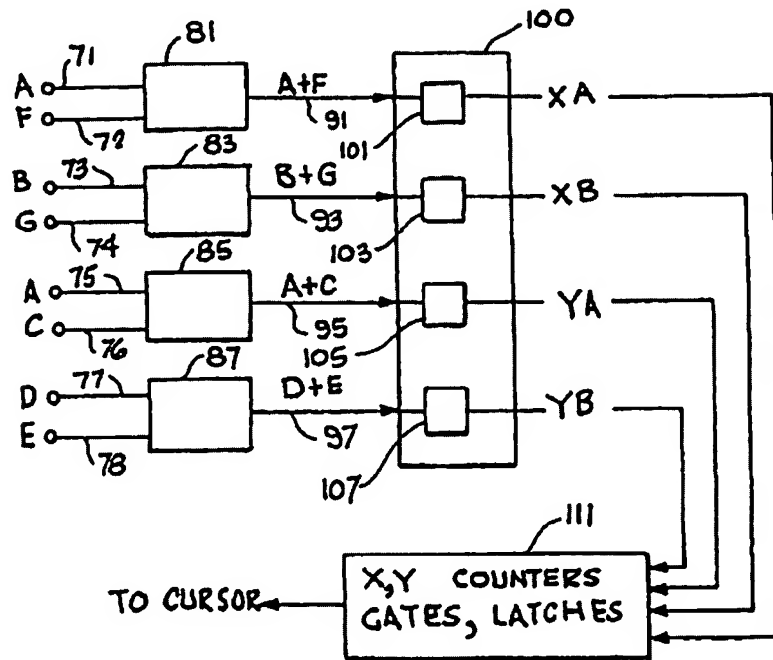 81
100
71
A
A+F
XA
F
72
91
101
83
B
73
B+G
XB
G
74
93
103
85
A
75
A+C
YA
C
76
95
105
87
D
77
D+E
YB
E
78
97
107
111
X,Y COUNTERS
GATES, LATCHES
TO CURSOR